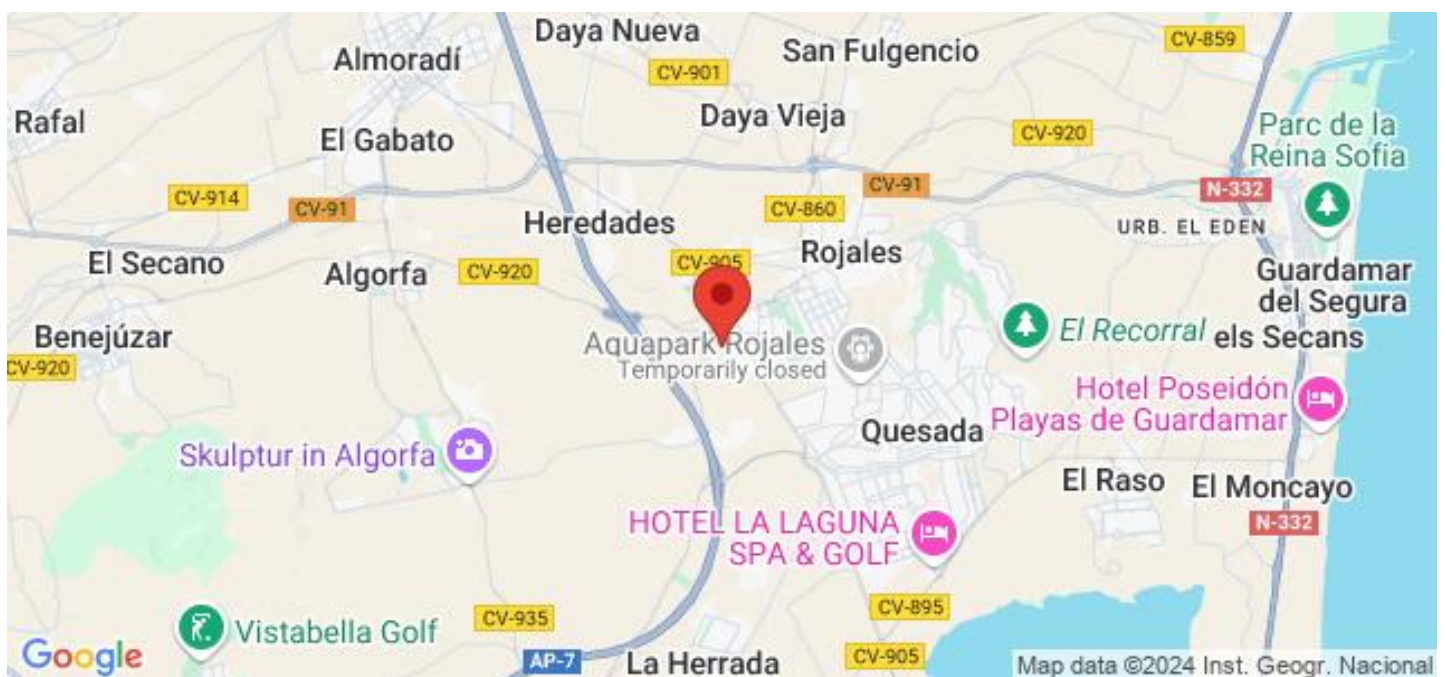 Daya Nueva
San Fulgencio
CV-859
Almoradí
CV-901
Rafal
Daya Vieja
CV-920
Parc de la
Reina Sofia
El Gabato
CV-914
CV-91
CV-91
N-332
CV-860
Heredades
URB. EL EDEN
Rojales
El Secano
Algorfa
CV-920
CV-905
Guardamar
del Segura
Benejúzar
Aquapark Rojales
Temporarily closed
El Recorral
els Secans
CV-920
Hotel Poseidón
Playas de Guardamar
Quesada
Skulptur in Algorfa
El Raso
El Moncayo
HOTEL LA LAGUNA
SPA & GOLF
N-332
CV-895
CV-935
Vistabella Golf
Google
AP-7
La Herrada
CV-905
Map data ©2024 Inst. Geogr. Nacional